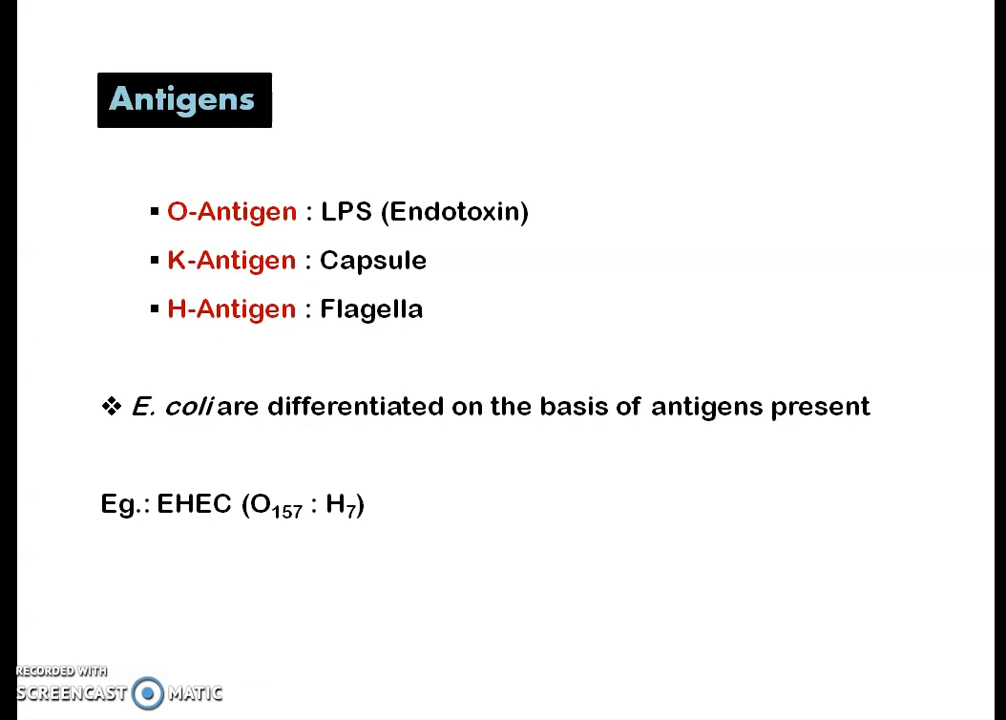 Antigens
▪ O-Antigen : LPS (Endotoxin)
▪ K-Antigen : Capsule
▪ H-Antigen : Flagella
❖ E. coli are differentiated on the basis of antigens present
Eg.: EHEC (O₁₅₇ : H₇)
RECORDED WITH
SCREENCAST MATIC